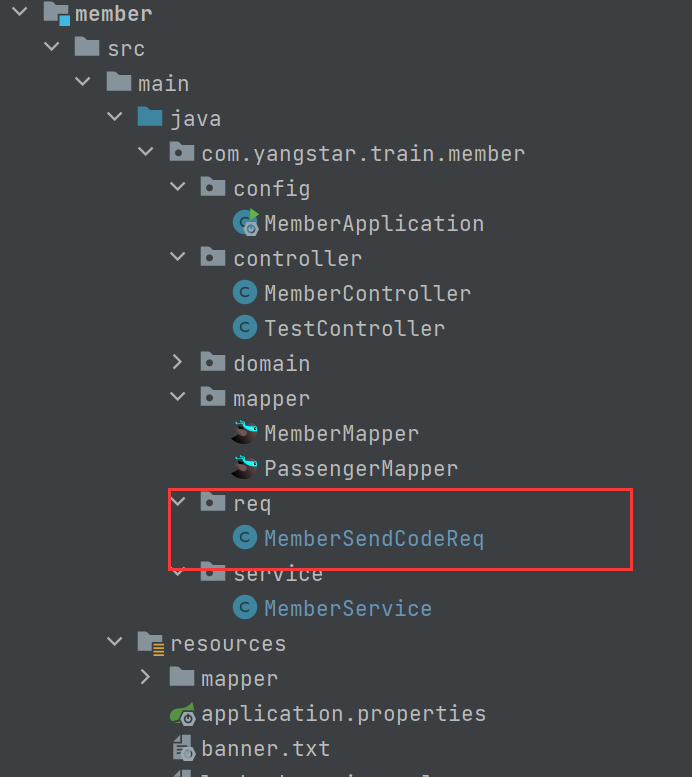 member
src
main
java
com.yangstar.train.member
config
MemberApplication
controller
MemberController
TestController
domain
mapper
MemberMapper
PassengerMapper
req
MemberSendCodeReq
service
MemberService
resources
mapper
application.properties
banner.txt